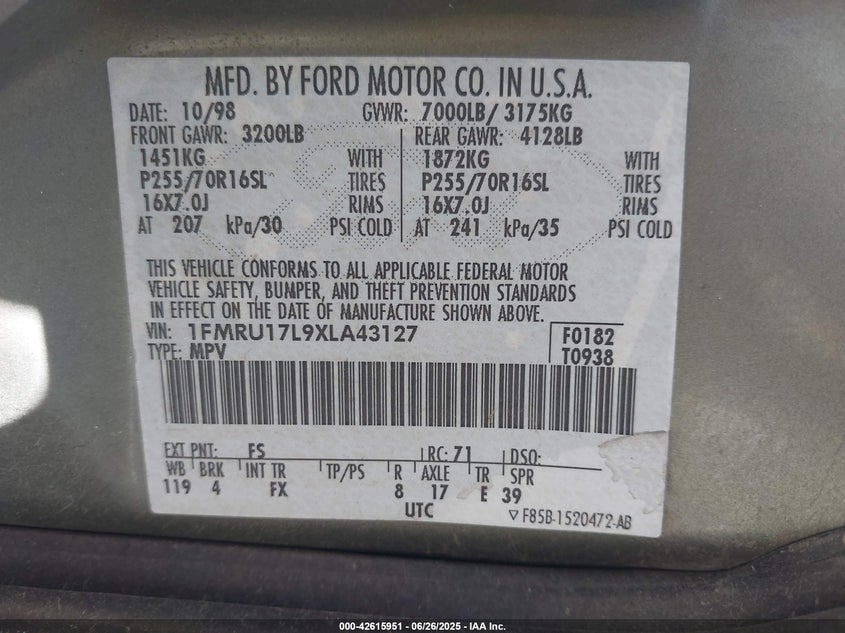 MFD. BY FORD MOTOR CO. IN U.S.A.
DATE: 10/98 GVWR: 7000LB/ 3175KG
FRONT GAWR: 3200LB REAR GAWR: 4128LB
1451KG WITH 1872KG WITH
P255/70R16SL TIRES P255/70R16SL TIRES
16X7.0J RIMS 16X7.0J RIMS
AT 207 kPa/30 PSI COLD AT 241 kPa/35 PSI COLD
THIS VEHICLE CONFORMS TO ALL APPLICABLE FEDERAL MOTOR
VEHICLE SAFETY, BUMPER, AND THEFT PREVENTION STANDARDS
IN EFFECT ON THE DATE OF MANUFACTURE SHOWN ABOVE.
VIN: 1FMRU17L9XLA43127 F0182
TYPE: MPV T0938
EXT PNT: FS RC: 71 DSO:
WB BRK INT TR TP/PS R AXLE TR SPR
119 4 FX 8 17 E 39
UTC F85B-1520472-AB
000-42615951 06/26/2025 - IAA Inc.